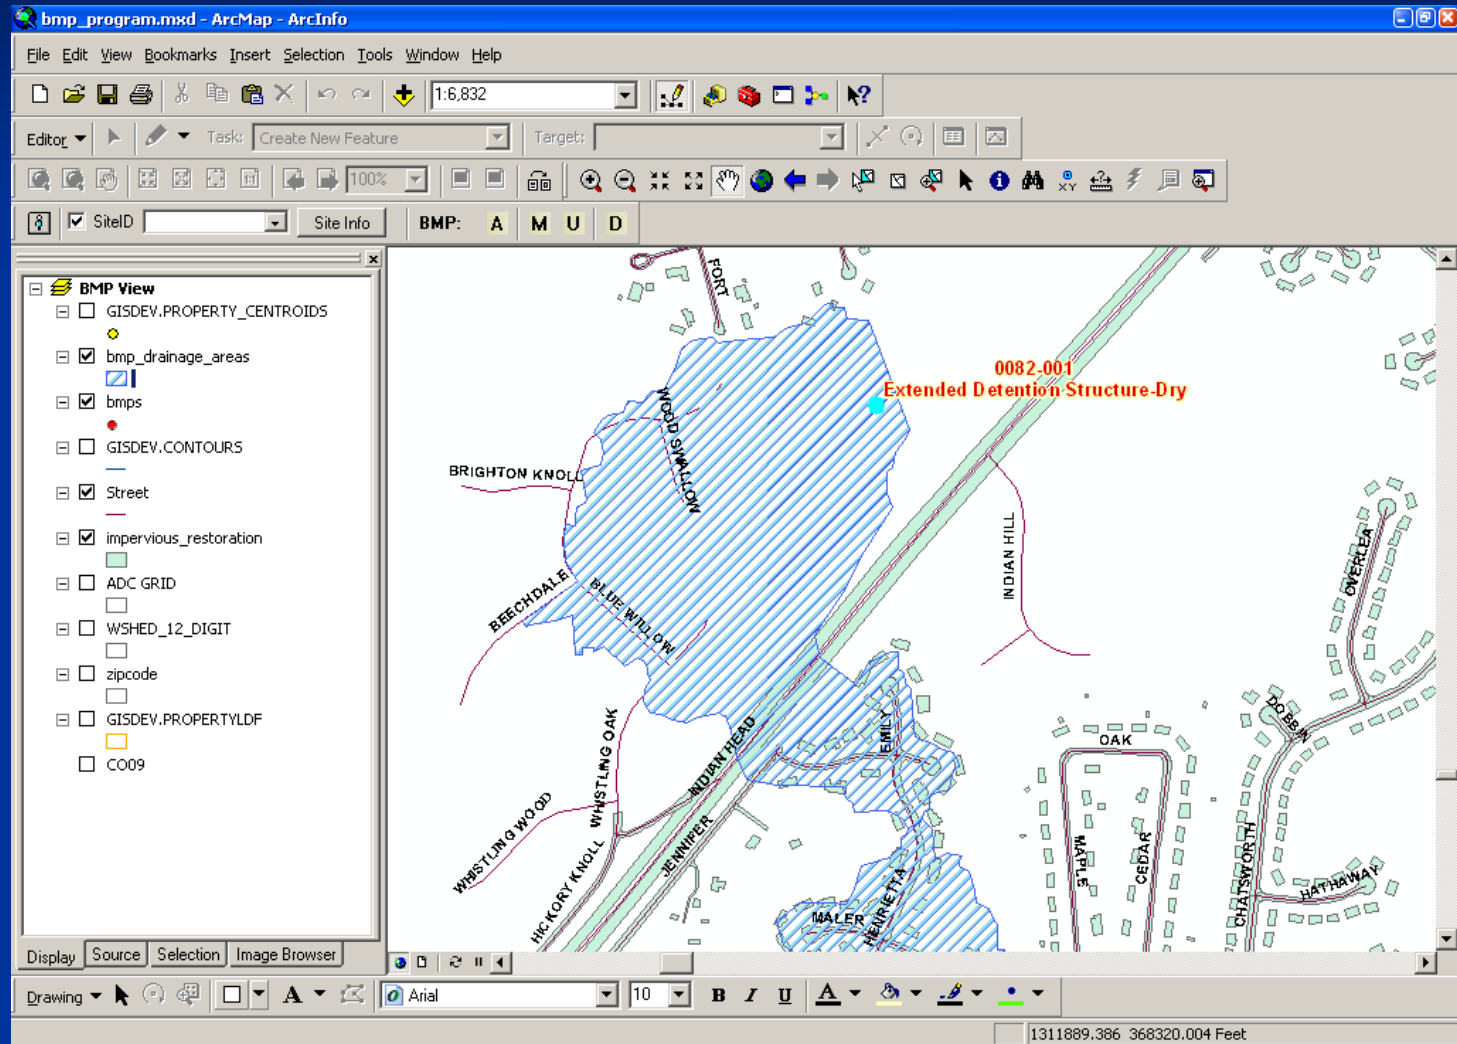 bmp_program.mxd - ArcMap - ArcInfo
File Edit View Bookmarks Insert Selection Tools Window Help
1:6,832
Editor Task: Create New Feature Target:
100%
SiteID Site Info BMP: A M U D
BMP View
GISDEV.PROPERTY_CENTROIDS
bmp_drainage_areas
bmps
GISDEV.CONTOURS
Street
impervious_restoration
ADC GRID
WSHED_12_DIGIT
zipcode
GISDEV.PROPERTYLDF
CO09
Display Source Selection Image Browser
FORT
0082-001
Extended Detention Structure-Dry
WOOD SWALLOW
BRIGHTON KNOLL
INDIAN HILL
OVERLEA
BEECHDALE
BLUE WILLOW
WHISTLING OAK
INDIAN HEAD
EMILY
DOBBIN
OAK
WHISTLING WOOD
JENNIFER
HICKORY KNOLL
MAPLE
CEDAR
CHATSWORTH
HATHAWAY
HENRIETTA
MALER
Drawing A Arial 10 B I U A
1311889.386 368320.004 Feet